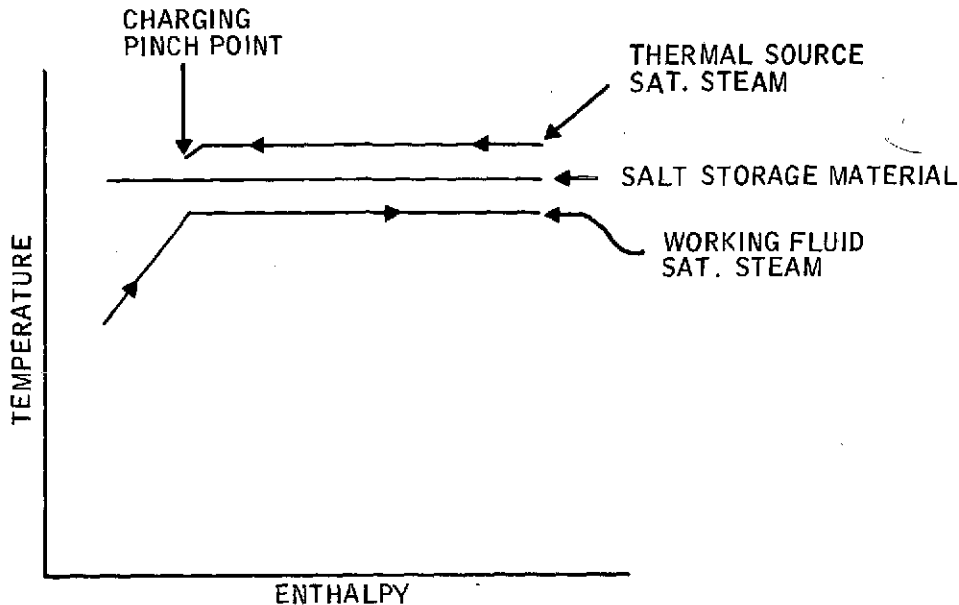 CHARGING
PINCH POINT
THERMAL SOURCE
SAT. STEAM
SALT STORAGE MATERIAL
WORKING FLUID
SAT. STEAM
TEMPERATURE
ENTHALPY